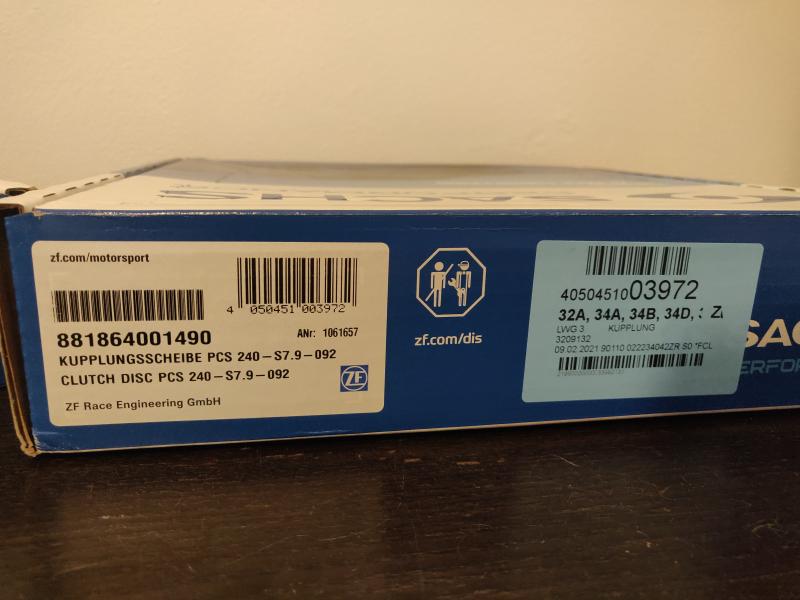 SACHS
zf.com/motorsport
4 050451 003972
881864001490 ANr: 1061657
KUPPLUNGSSCHEIBE PCS 240-S7.9-092
CLUTCH DISC PCS 240-S7.9-092
ZF
ZF Race Engineering GmbH
zf.com/dis
4050451003972
32A, 34A, 34B, 34D,
LWG 3 KUPPLUNG
3209132
09.02.2021 90110 022234042ZR S0 *FCL